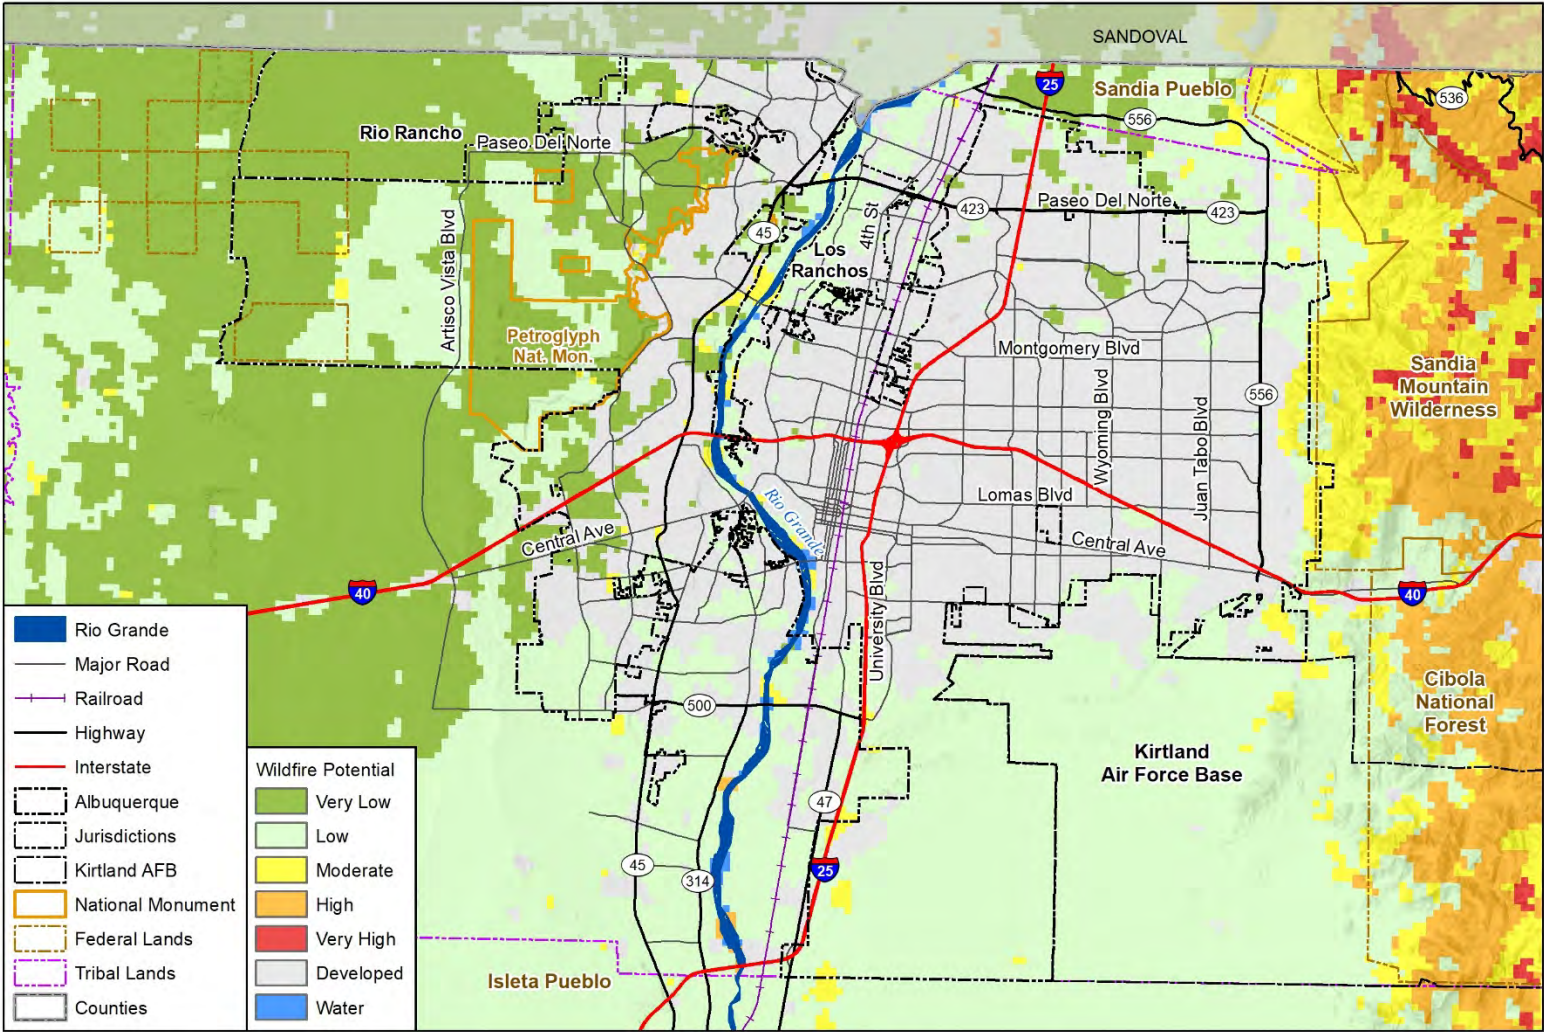 SANDOVAL
25
Sandia Pueblo
536
556
Rio Rancho
Paseo Del Norte
Paseo Del Norte
423
423
Artisco Vista Blvd
45
4th St
Los
Ranchos
Petroglyph
Nat. Mon.
Montgomery Blvd
Sandia
Mountain
Wilderness
Wyoming Blvd
Juan Tabo Blvd
556
Lomas Blvd
Rio Grande
Central Ave
Central Ave
40
40
University Blvd
Cibola
National
Forest
500
Kirtland
Air Force Base
47
45
314
25
Isleta Pueblo
Rio Grande
Major Road
Railroad
Highway
Interstate
Albuquerque
Jurisdictions
Kirtland AFB
National Monument
Federal Lands
Tribal Lands
Counties
Wildfire Potential
Very Low
Low
Moderate
High
Very High
Developed
Water